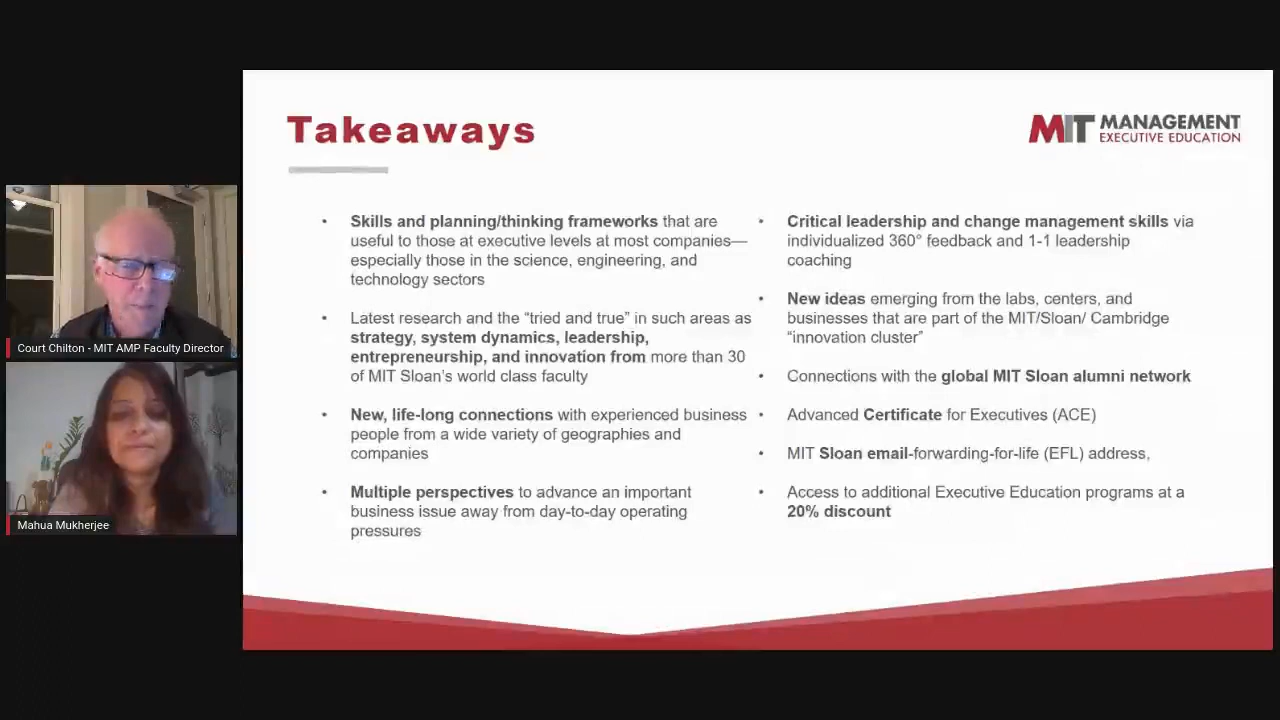 Takeaways
MIT MANAGEMENT
EXECUTIVE EDUCATION
• Skills and planning/thinking frameworks that are
useful to those at executive levels at most companies—
especially those in the science, engineering, and
technology sectors
• Latest research and the “tried and true” in such areas as
strategy, system dynamics, leadership,
entrepreneurship, and innovation from more than 30
of MIT Sloan’s world class faculty
• New, life-long connections with experienced business
people from a wide variety of geographies and
companies
• Multiple perspectives to advance an important
business issue away from day-to-day operating
pressures
• Critical leadership and change management skills via
individualized 360° feedback and 1-1 leadership
coaching
• New ideas emerging from the labs, centers, and
businesses that are part of the MIT/Sloan/ Cambridge
“innovation cluster”
• Connections with the global MIT Sloan alumni network
• Advanced Certificate for Executives (ACE)
• MIT Sloan email-forwarding-for-life (EFL) address,
• Access to additional Executive Education programs at a
20% discount
Court Chilton - MIT AMP Faculty Director
Mahua Mukherjee